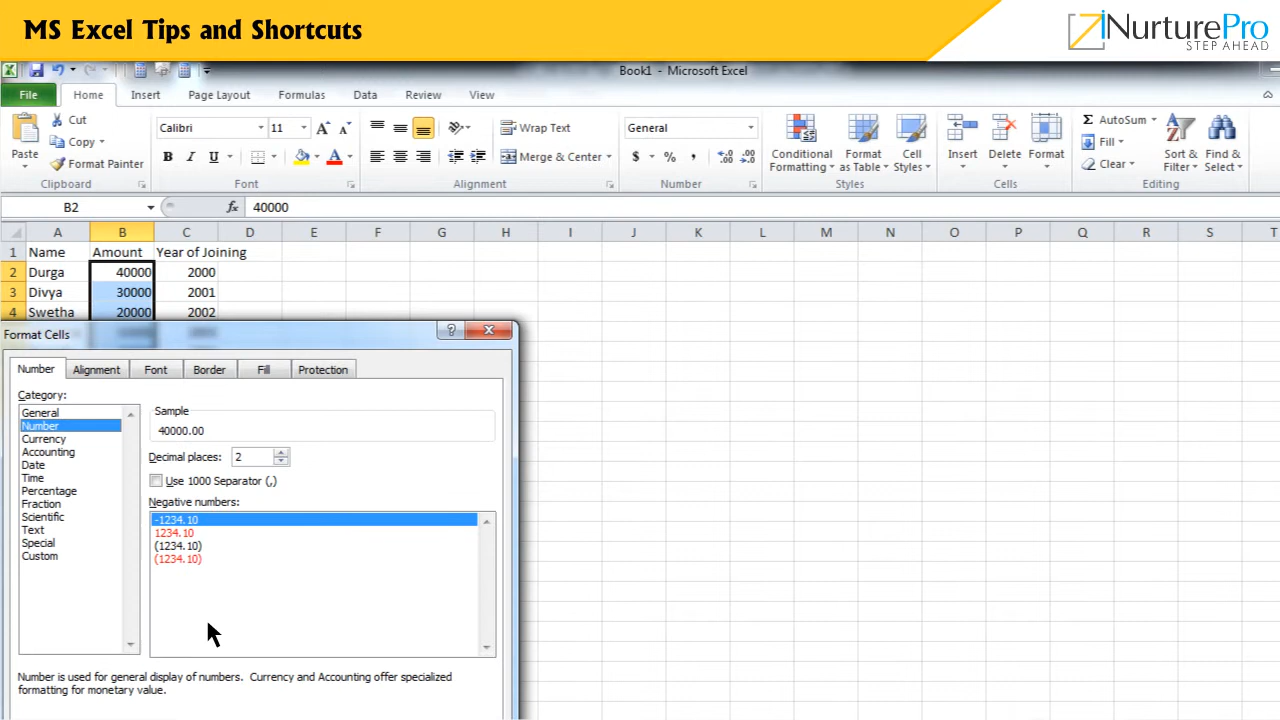 MS Excel Tips and Shortcuts
iNurturePro
STEP AHEAD
Book1 - Microsoft Excel
File Home Insert Page Layout Formulas Data Review View
Paste
Cut
Copy
Format Painter
Clipboard
Calibri 11
B I U
Font
Wrap Text
Merge & Center
Alignment
General
$ % ,
Number
Conditional Formatting
Format as Table
Cell Styles
Styles
Insert Delete Format
Cells
Σ AutoSum
Fill
Clear
Sort & Filter
Find & Select
Editing
B2 fx 40000
A B C D E F G H I J K L M N O P Q R S T
1 Name Amount Year of Joining
2 Durga 40000 2000
3 Divya 30000 2001
4 Swetha 20000 2002
Format Cells
Number Alignment Font Border Fill Protection
Category:
General
Number
Currency
Accounting
Date
Time
Percentage
Fraction
Scientific
Text
Special
Custom
Sample
40000.00
Decimal places: 2
Use 1000 Separator (,)
Negative numbers:
-1234.10
1234.10
(1234.10)
(1234.10)
Number is used for general display of numbers. Currency and Accounting offer specialized
formatting for monetary value.